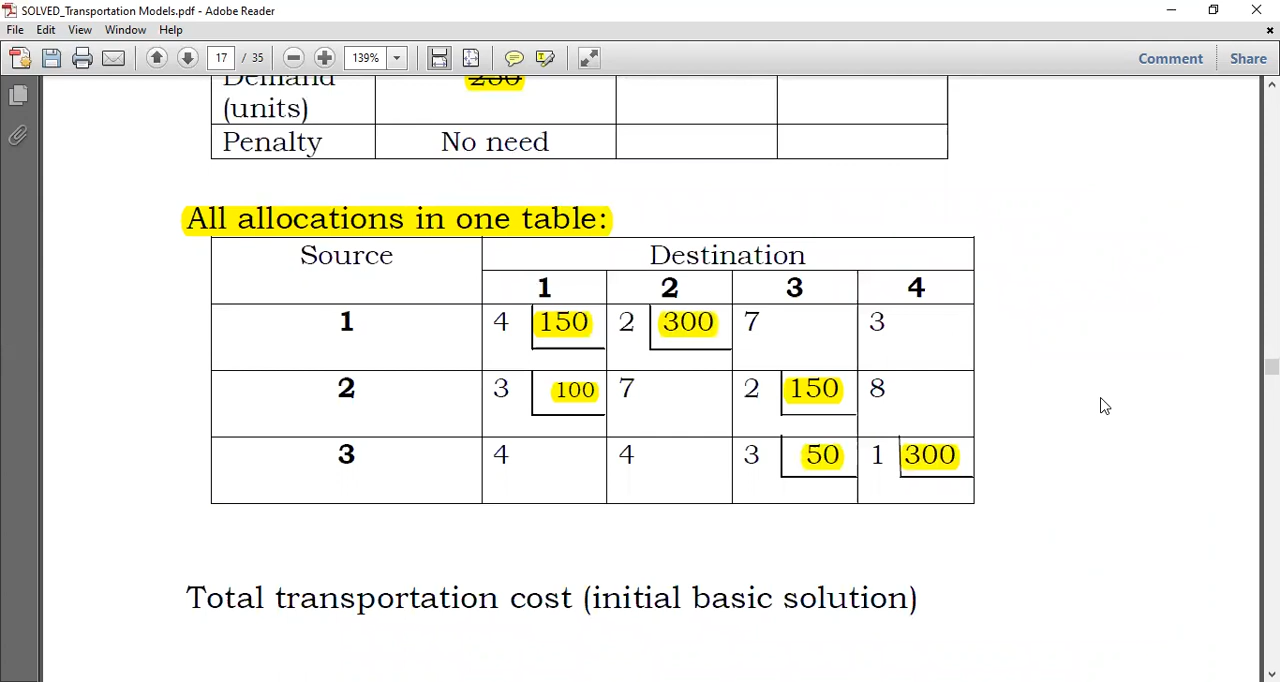 SOLVED_Transportation Models.pdf - Adobe Reader
File Edit View Window Help
17 / 35 139% Comment Share
Demand 250
(units)
Penalty No need
All allocations in one table:
Source Destination
1 2 3 4
1 4 150 2 300 7 3
2 3 100 7 2 150 8
3 4 4 3 50 1 300
Total transportation cost (initial basic solution)